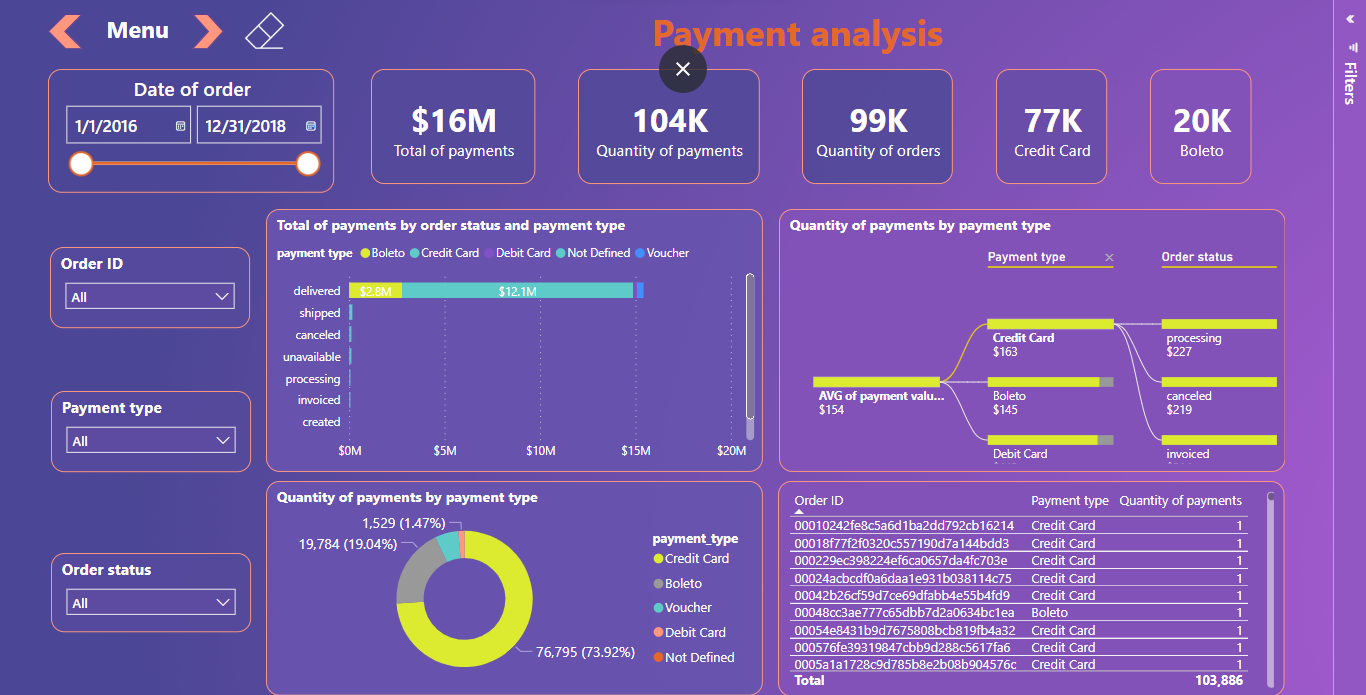 Menu
Payment analysis
Filters
Date of order
1/1/2016
12/31/2018
$16M
Total of payments
104K
Quantity of payments
99K
Quantity of orders
77K
Credit Card
20K
Boleto
Order ID
All
Payment type
All
Order status
All
Total of payments by order status and payment type
payment type Boleto Credit Card Debit Card Not Defined Voucher
delivered $2.8M $12.1M
shipped
canceled
unavailable
processing
invoiced
created
$0M $5M $10M $15M $20M
Quantity of payments by payment type
Payment type Order status
AVG of payment valu...
$154
Credit Card
$163
Boleto
$145
Debit Card
processing
$227
canceled
$219
invoiced
Quantity of payments by payment type
1,529 (1.47%)
19,784 (19.04%)
76,795 (73.92%)
payment_type
Credit Card
Boleto
Voucher
Debit Card
Not Defined
Order ID Payment type Quantity of payments
00010242fe8c5a6d1ba2dd792cb16214 Credit Card 1
00018f77f2f0320c557190d7a144bdd3 Credit Card 1
000229ec398224ef6ca0657da4fc703e Credit Card 1
00024acbcdf0a6daa1e931b038114c75 Credit Card 1
00042b26cf59d7ce69dfabb4e55b4fd9 Credit Card 1
00048cc3ae777c65dbb7d2a0634bc1ea Boleto 1
00054e8431b9d7675808bcb819fb4a32 Credit Card 1
000576fe39319847cbb9d288c5617fa6 Credit Card 1
0005a1a1728c9d785b8e2b08b904576c Credit Card 1
Total 103,886